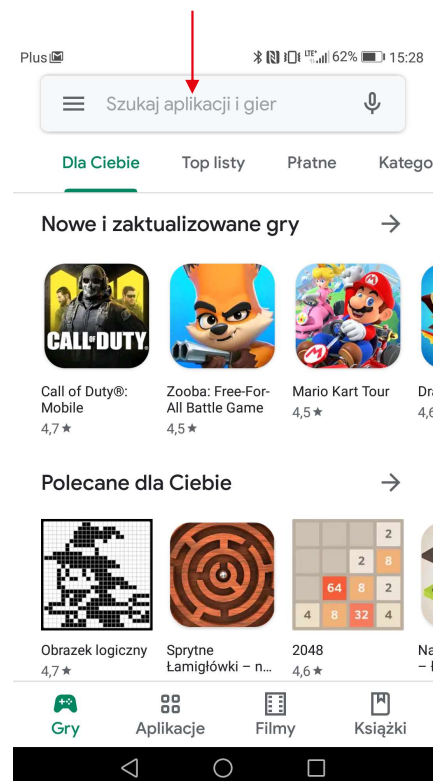 Plus LTE+ 62% 15:28
Szukaj aplikacji i gier
Dla Ciebie Top listy Płatne Katego
Nowe i zaktualizowane gry
CALL OF DUTY
Call of Duty®: Mobile
4,7★
Zooba: Free-For-All Battle Game
4,5★
Mario Kart Tour
4,5★
Dr
4,6
Polecane dla Ciebie
2
2 8
64 8 2
4 8 32 4
Obrazek logiczny
4,7★
Sprytne Łamigłówki – n...
2048
4,6★
Na
Gry Aplikacje Filmy Książki